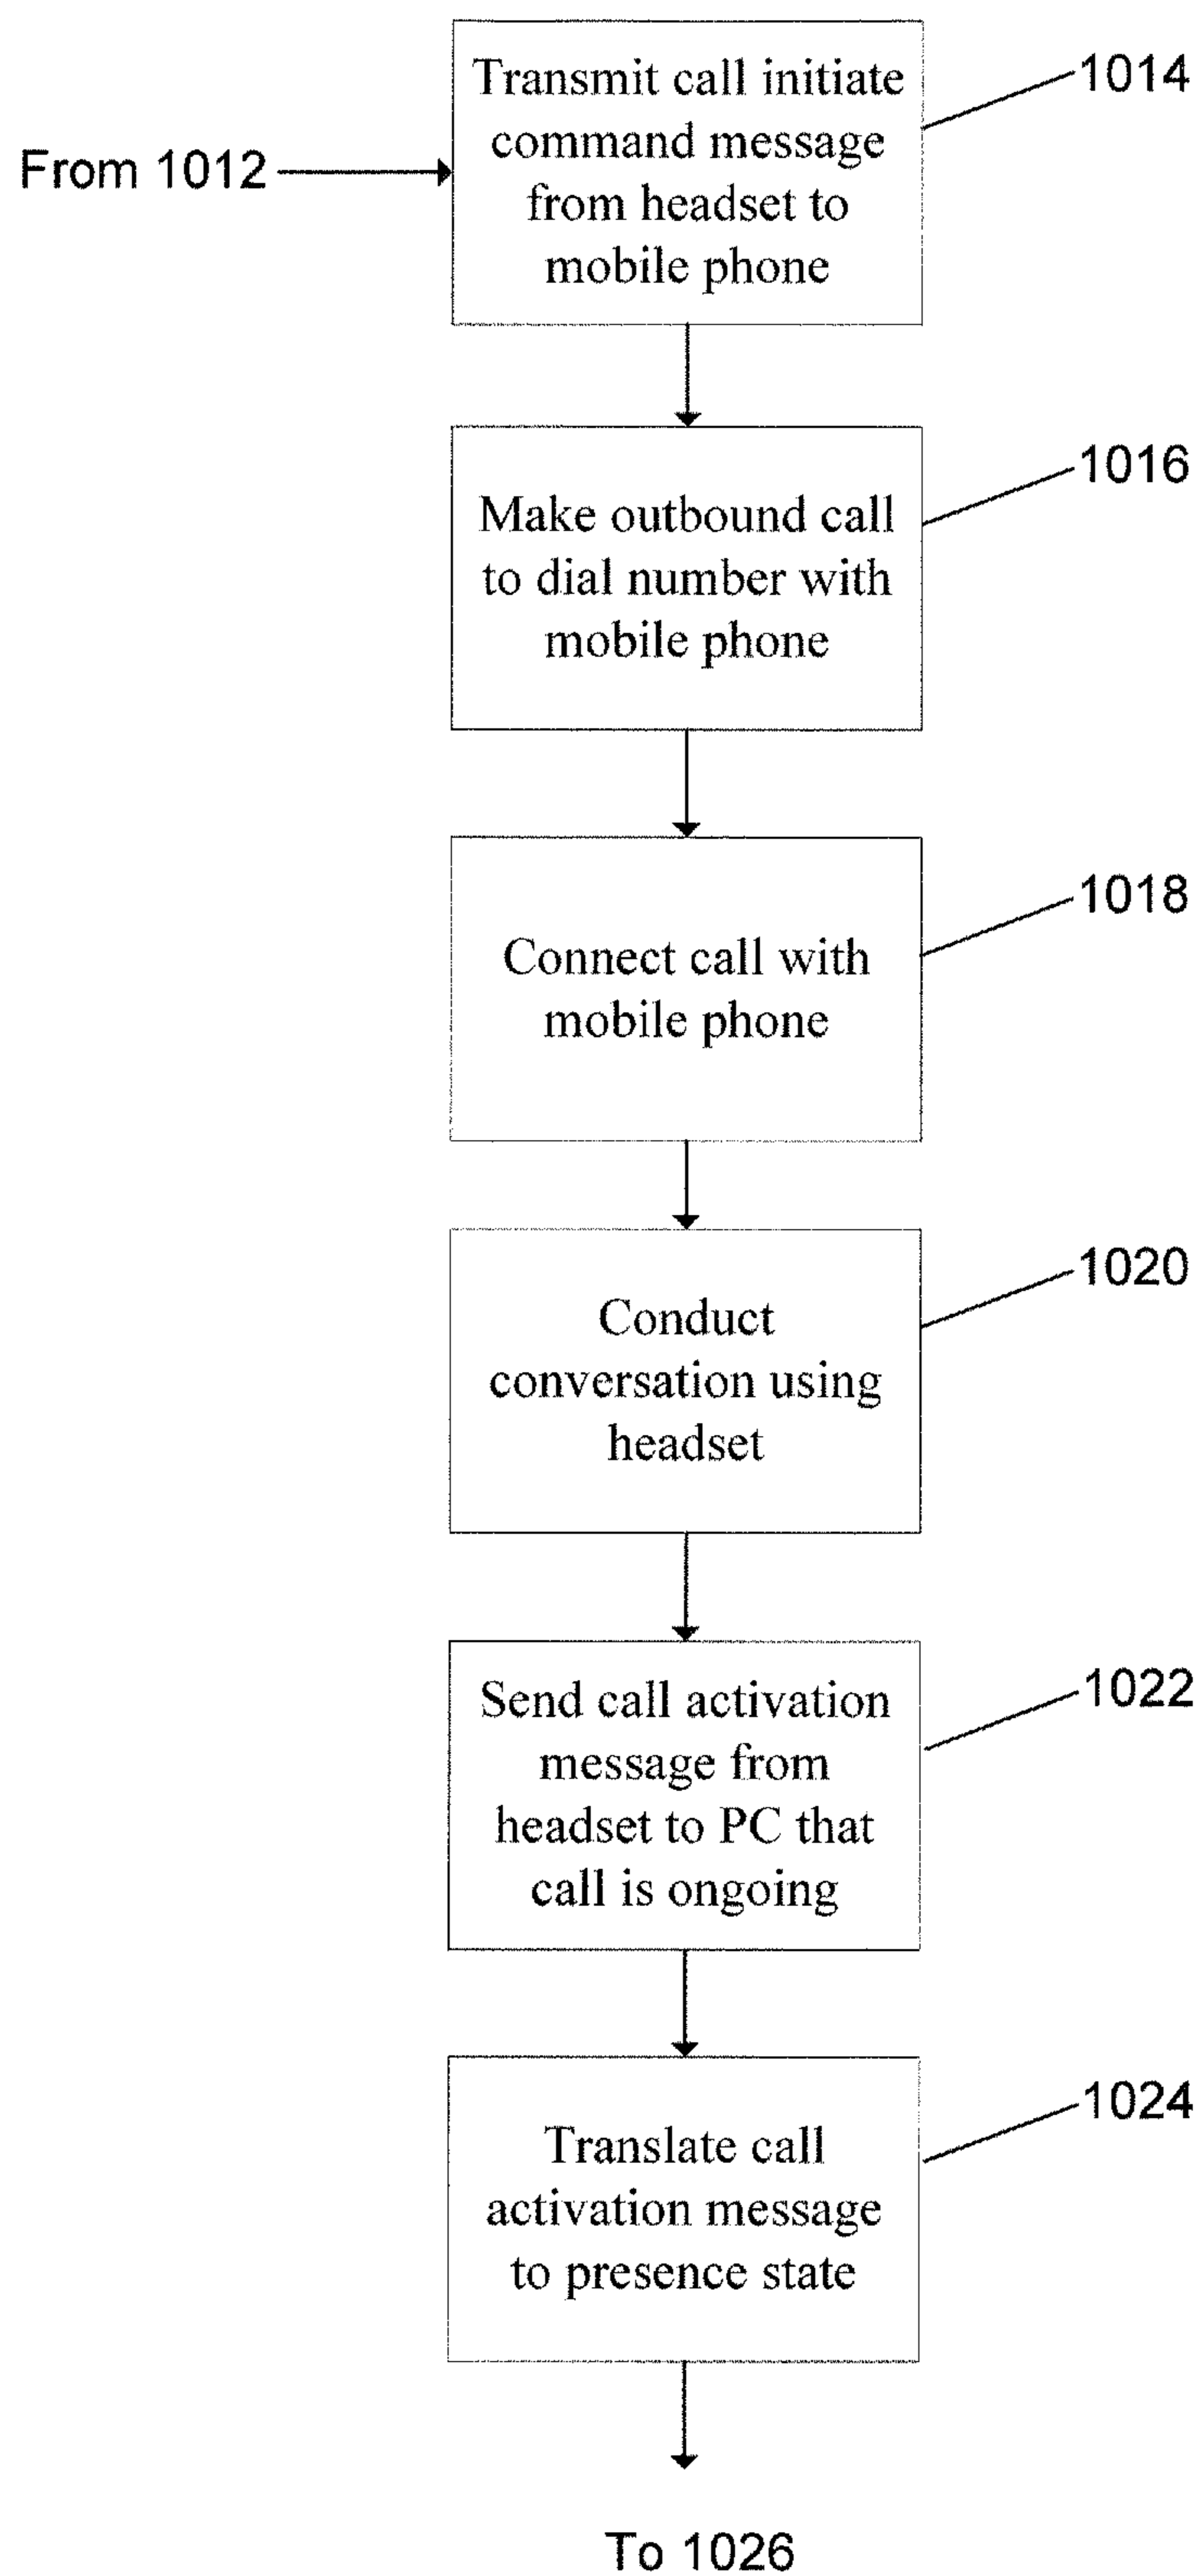 Transmit call initiate
command message
from headset to
mobile phone
1014
From 1012
Make outbound call
to dial number with
mobile phone
1016
Connect call with
mobile phone
1018
Conduct
conversation using
headset
1020
Send call activation
message from
headset to PC that
call is ongoing
1022
Translate call
activation message
to presence state
1024
To 1026